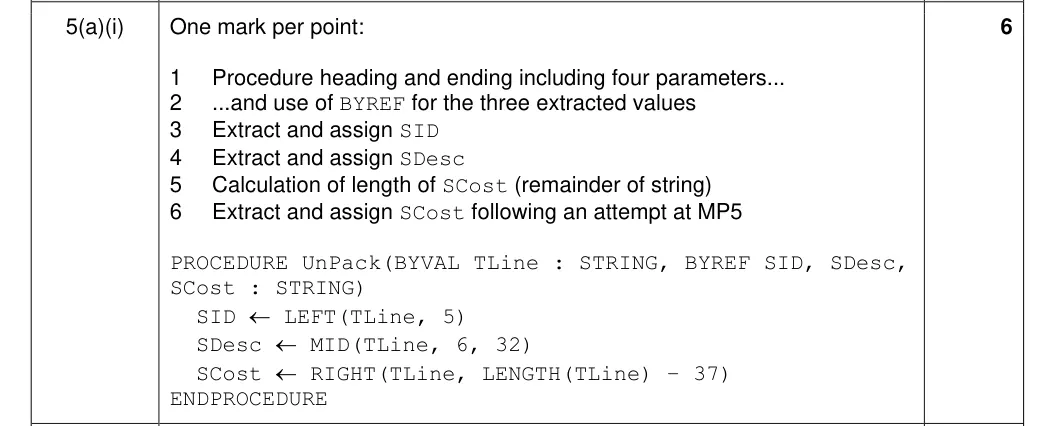 5(a)(i) One mark per point: 6
1 Procedure heading and ending including four parameters...
2 ...and use of BYREF for the three extracted values
3 Extract and assign SID
4 Extract and assign SDesc
5 Calculation of length of SCost (remainder of string)
6 Extract and assign SCost following an attempt at MP5
PROCEDURE UnPack(BYVAL TLine : STRING, BYREF SID, SDesc,
SCost : STRING)
SID ← LEFT(TLine, 5)
SDesc ← MID(TLine, 6, 32)
SCost ← RIGHT(TLine, LENGTH(TLine) – 37)
ENDPROCEDURE